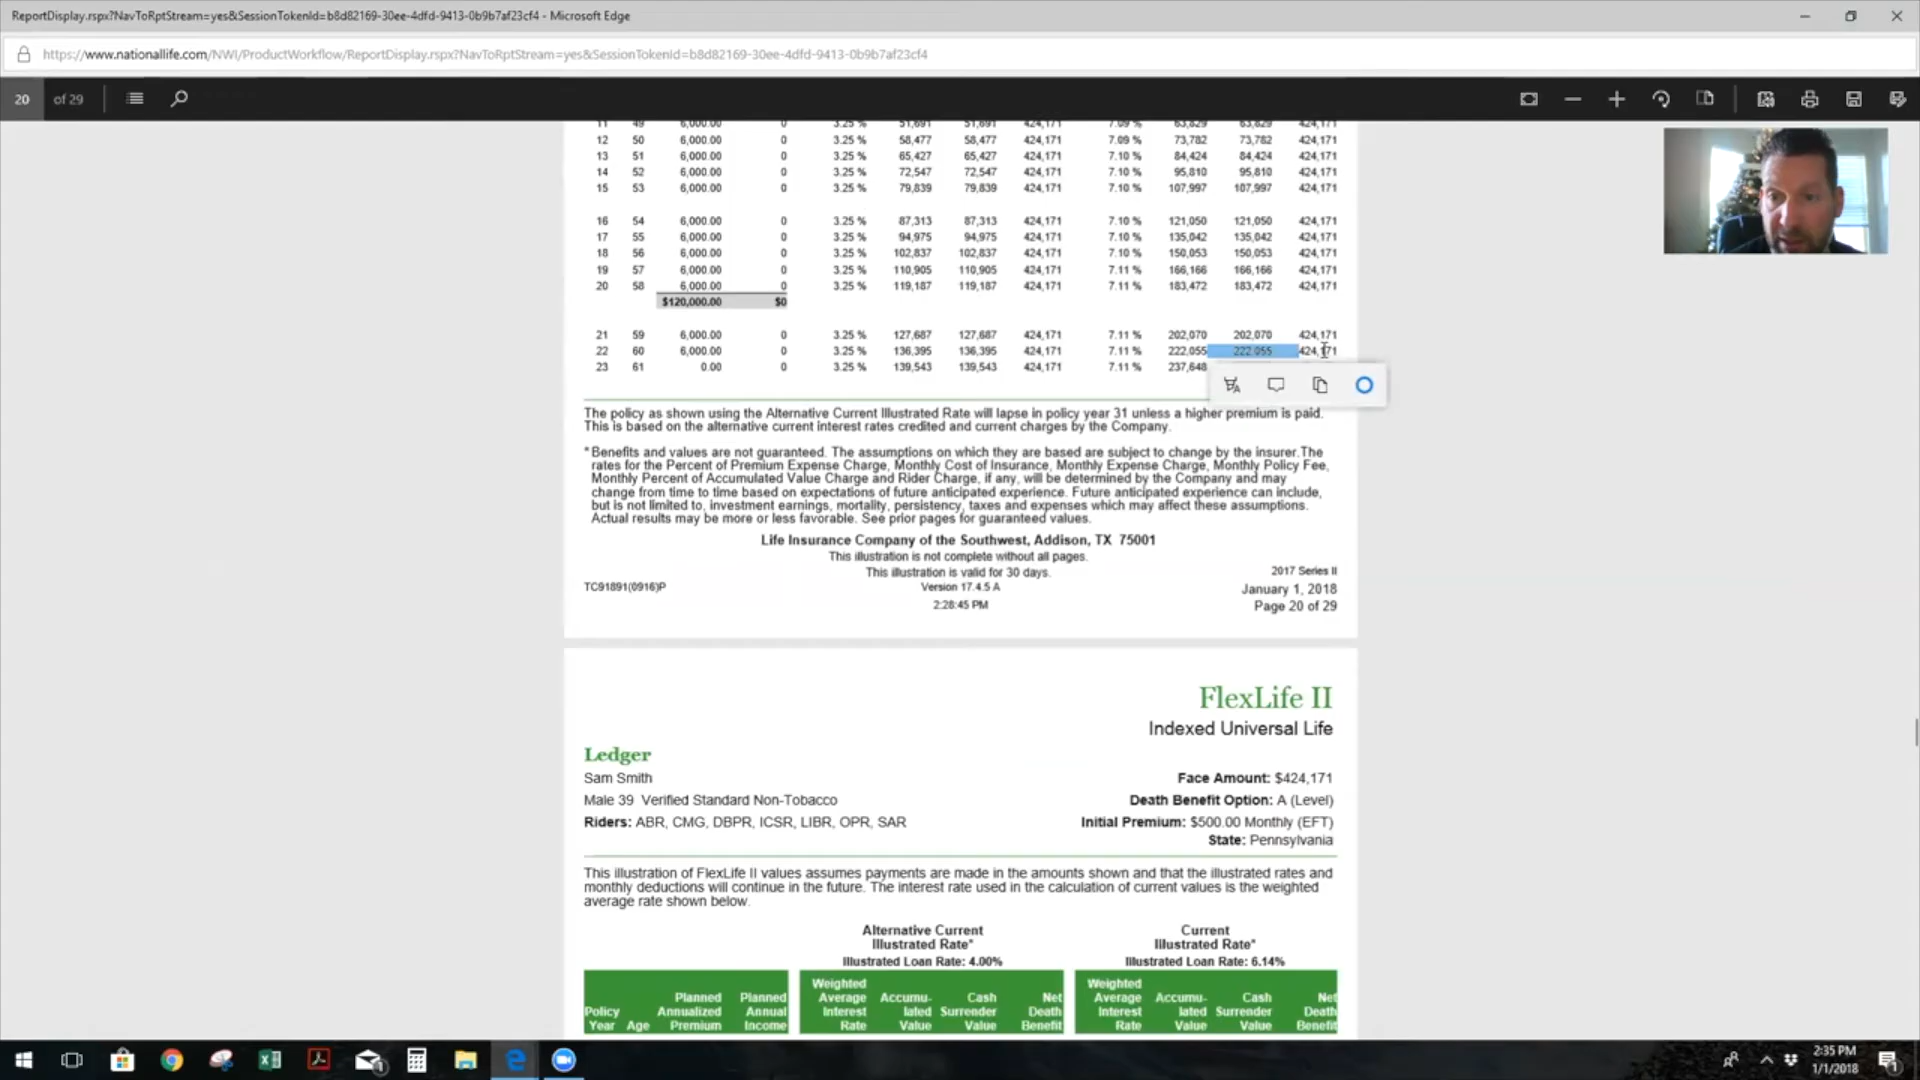 ReportDisplay.rspx?NavToRptStream=yes&SessionTokenId=b8d82169-30ee-4dfd-9413-0b9b7af23cf4 - Microsoft Edge
https://www.nationallife.com/NWI/ProductWorkflow/ReportDisplay.rspx?NavToRptStream=yes&SessionTokenId=b8d82169-30ee-4dfd-9413-0b9b7af23cf4
20 of 29
11 49 6,000.00 0 3.25 % 51,691 51,691 424,171 7.09 % 63,829 63,829 424,171
12 50 6,000.00 0 3.25 % 58,477 58,477 424,171 7.09 % 73,782 73,782 424,171
13 51 6,000.00 0 3.25 % 65,427 65,427 424,171 7.10 % 84,424 84,424 424,171
14 52 6,000.00 0 3.25 % 72,547 72,547 424,171 7.10 % 95,810 95,810 424,171
15 53 6,000.00 0 3.25 % 79,839 79,839 424,171 7.10 % 107,997 107,997 424,171
16 54 6,000.00 0 3.25 % 87,313 87,313 424,171 7.10 % 121,050 121,050 424,171
17 55 6,000.00 0 3.25 % 94,975 94,975 424,171 7.10 % 135,042 135,042 424,171
18 56 6,000.00 0 3.25 % 102,837 102,837 424,171 7.10 % 150,053 150,053 424,171
19 57 6,000.00 0 3.25 % 110,905 110,905 424,171 7.11 % 166,166 166,166 424,171
20 58 6,000.00 0 3.25 % 119,187 119,187 424,171 7.11 % 183,472 183,472 424,171
$120,000.00 $0
21 59 6,000.00 0 3.25 % 127,687 127,687 424,171 7.11 % 202,070 202,070 424,171
22 60 6,000.00 0 3.25 % 136,395 136,395 424,171 7.11 % 222,055 222,055 424,171
23 61 0.00 0 3.25 % 139,543 139,543 424,171 7.11 % 237,648
The policy as shown using the Alternative Current Illustrated Rate will lapse in policy year 31 unless a higher premium is paid.
This is based on the alternative current interest rates credited and current charges by the Company.
* Benefits and values are not guaranteed. The assumptions on which they are based are subject to change by the insurer.The
rates for the Percent of Premium Expense Charge, Monthly Cost of Insurance, Monthly Expense Charge, Monthly Policy Fee,
Monthly Percent of Accumulated Value Charge and Rider Charge, if any, will be determined by the Company and may
change from time to time based on expectations of future anticipated experience. Future anticipated experience can include,
but is not limited to, investment earnings, mortality, persistency, taxes and expenses which may affect these assumptions.
Actual results may be more or less favorable. See prior pages for guaranteed values.
Life Insurance Company of the Southwest, Addison, TX 75001
This illustration is not complete without all pages.
This illustration is valid for 30 days.
2017 Series II
TC91891(0916)P Version 17.4.5 A January 1, 2018
2:28:45 PM Page 20 of 29
FlexLife II
Indexed Universal Life
Ledger
Sam Smith Face Amount: $424,171
Male 39 Verified Standard Non-Tobacco Death Benefit Option: A (Level)
Riders: ABR, CMG, DBPR, ICSR, LIBR, OPR, SAR Initial Premium: $500.00 Monthly (EFT)
State: Pennsylvania
This illustration of FlexLife II values assumes payments are made in the amounts shown and that the illustrated rates and
monthly deductions will continue in the future. The interest rate used in the calculation of current values is the weighted
average rate shown below.
Alternative Current Current
Illustrated Rate* Illustrated Rate*
Illustrated Loan Rate: 4.00% Illustrated Loan Rate: 6.14%
Weighted Weighted
Planned Planned Average Accumu- Cash Net Average Accumu- Cash Net
Policy Annualized Annual Interest lated Surrender Death Interest lated Surrender Death
Year Age Premium Income Rate Value Value Benefit Rate Value Value Benefit
2:35 PM
1/1/2018